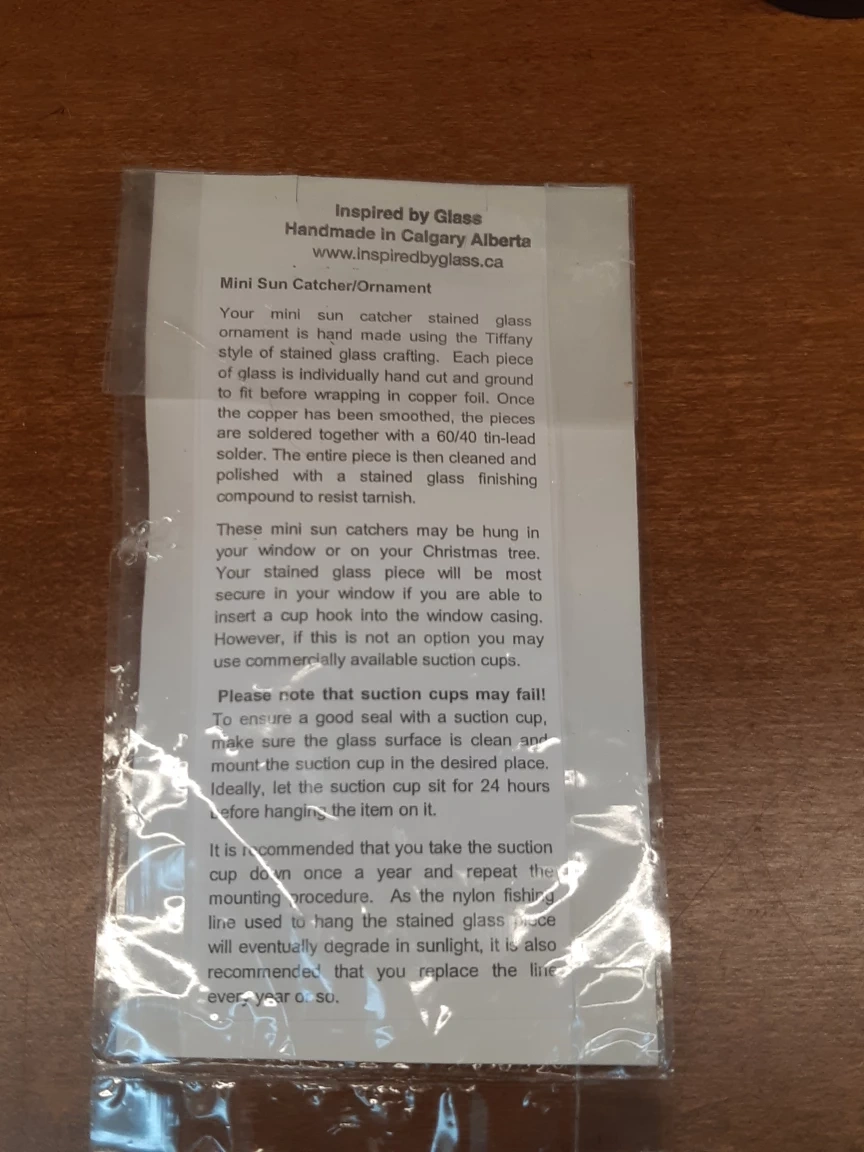 Inspired by Glass
Handmade in Calgary Alberta
www.inspiredbyglass.ca
Mini Sun Catcher/Ornament
Your mini sun catcher stained glass
ornament is hand made using the Tiffany
style of stained glass crafting. Each piece
of glass is individually hand cut and ground
to fit before wrapping in copper foil. Once
the copper has been smoothed, the pieces
are soldered together with a 60/40 tin-lead
solder. The entire piece is then cleaned and
polished with a stained glass finishing
compound to resist tarnish.
These mini sun catchers may be hung in
your window or on your Christmas tree.
Your stained glass piece will be most
secure in your window if you are able to
insert a cup hook into the window casing.
However, if this is not an option you may
use commercially available suction cups.
Please note that suction cups may fail!
To ensure a good seal with a suction cup,
make sure the glass surface is clean and
mount the suction cup in the desired place.
Ideally, let the suction cup sit for 24 hours
before hanging the item on it.
It is recommended that you take the suction
cup down once a year and repeat the
mounting procedure. As the nylon fishing
line used to hang the stained glass piece
will eventually degrade in sunlight, it is also
recommended that you replace the line
every year or so.